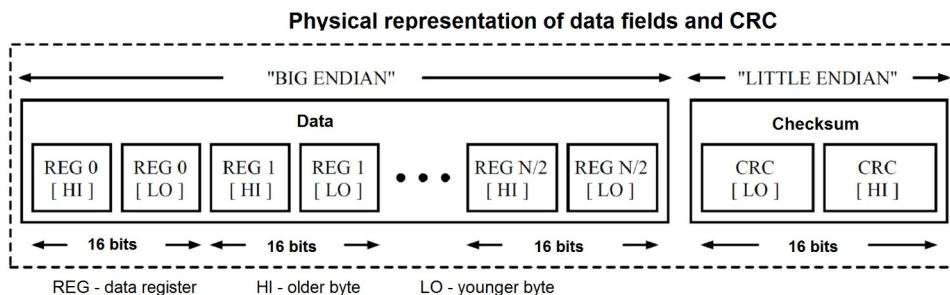 Physical representation of data fields and CRC
"BIG ENDIAN" "LITTLE ENDIAN"
Data Checksum
REG 0 REG 0 REG 1 REG 1 REG N/2 REG N/2 CRC CRC
[ HI ] [ LO ] [ HI ] [ LO ] [ HI ] [ LO ] [ LO ] [ HI ]
16 bits 16 bits 16 bits 16 bits
REG - data register HI - older byte LO - younger byte